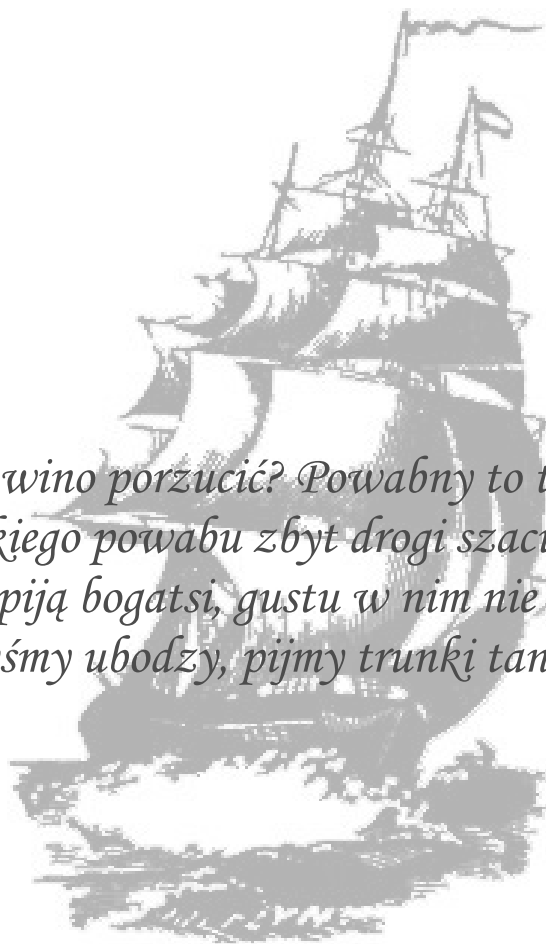 wino porzucić? Powabny to t
kiego powabu zbyt drogi szac
piją bogatsi, gustu w nim nie
śmy ubodzy, pijmy trunki tan